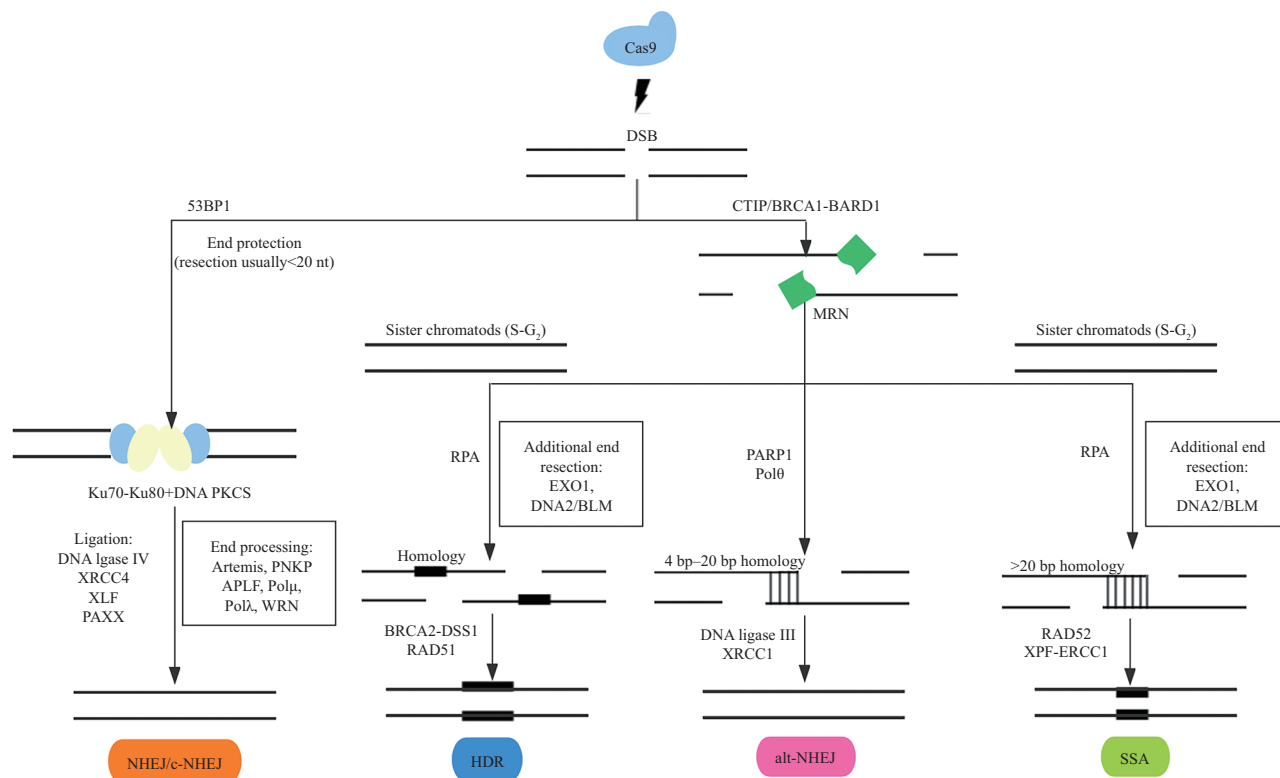 Cas9
DSB
53BP1
CTIP/BRCA1-BARD1
End protection
(resection usually<20 nt)
MRN
Sister chromatods (S-G₂)
Sister chromatods (S-G₂)
RPA
Additional end
resection:
EXO1,
DNA2/BLM
PARP1
Polθ
RPA
Additional end
resection:
EXO1,
DNA2/BLM
Ku70-Ku80+DNA PKCS
Ligation:
DNA lgase IV
XRCC4
XLF
PAXX
End processing:
Artemis, PNKP
APLF, Polμ,
Polλ, WRN
Homology
4 bp–20 bp homology
>20 bp homology
BRCA2-DSS1
RAD51
DNA ligase III
XRCC1
RAD52
XPF-ERCC1
NHEJ/c-NHEJ
HDR
alt-NHEJ
SSA